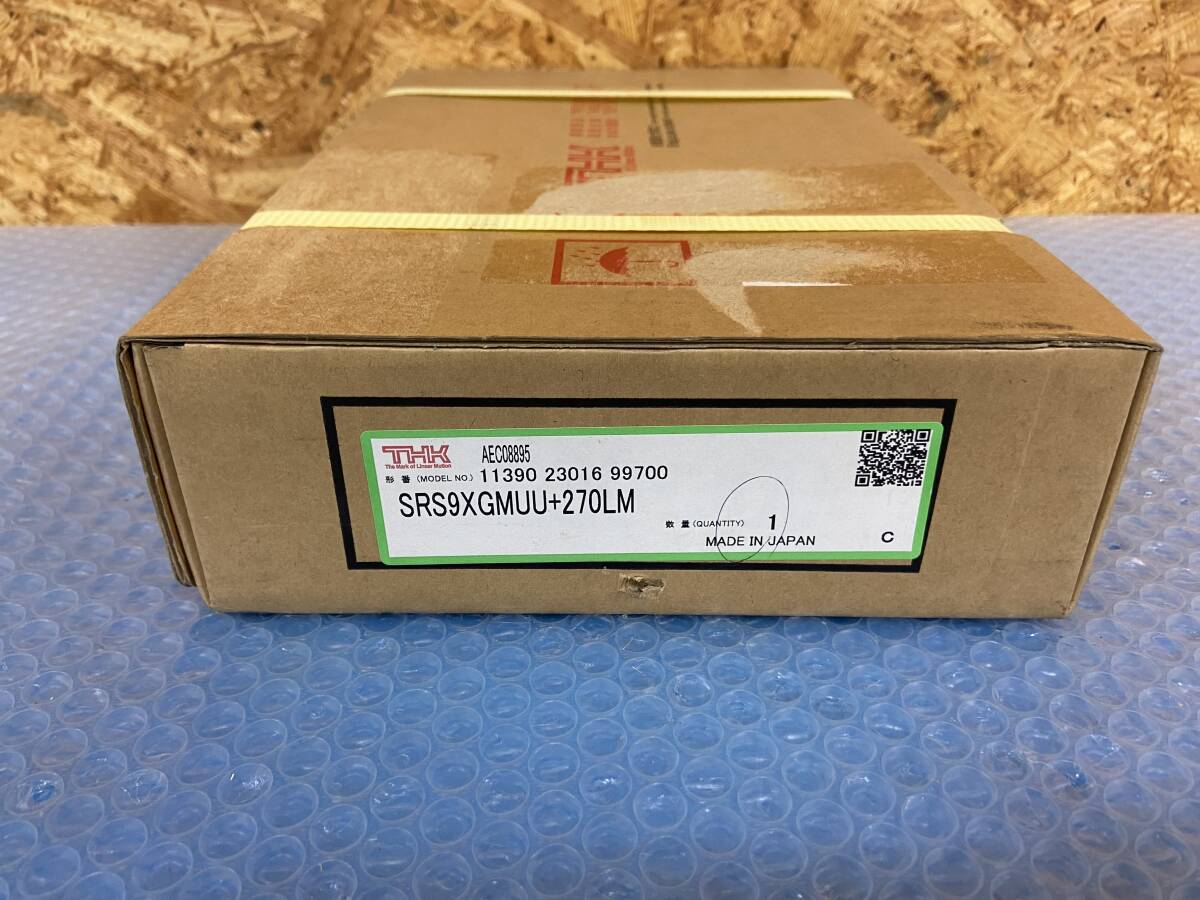 THK
THK
The Mark of Linear Motion
AEC08895
形 番 (MODEL NO.) 11390 23016 99700
SRS9XGMUU+270LM
数 量 (QUANTITY) 1
MADE IN JAPAN
C